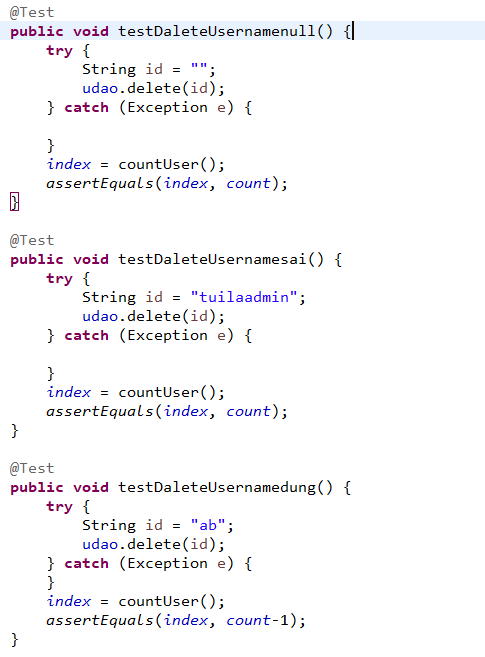 @Test
public void testDaleteUsernamenull() {
    try {
        String id = "";
        udao.delete(id);
    } catch (Exception e) {

    }
    index = countUser();
    assertEquals(index, count);
}

@Test
public void testDaleteUsernamesai() {
    try {
        String id = "tuilaadmin";
        udao.delete(id);
    } catch (Exception e) {

    }
    index = countUser();
    assertEquals(index, count);
}

@Test
public void testDaleteUsernamedung() {
    try {
        String id = "ab";
        udao.delete(id);
    } catch (Exception e) {
    }
    index = countUser();
    assertEquals(index, count-1);
}